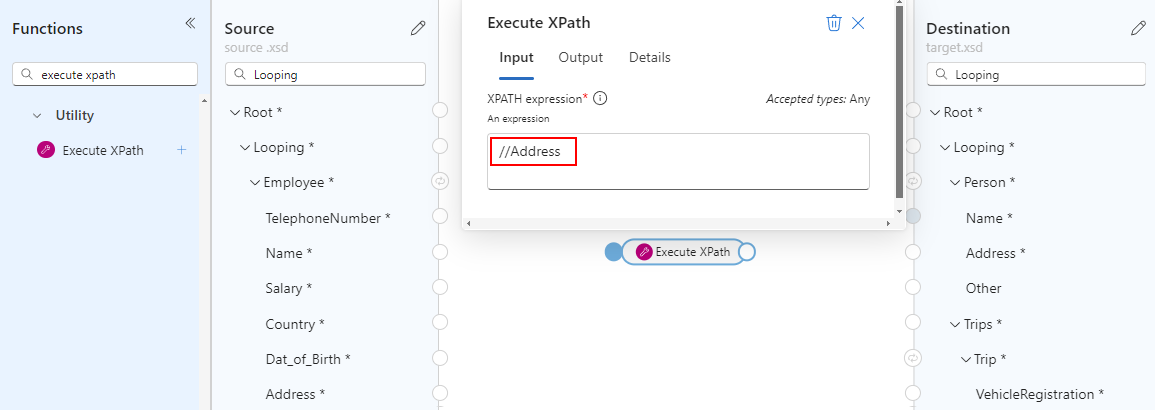 Functions
execute xpath
Utility
Execute XPath
Source
source .xsd
Looping
Root *
Looping *
Employee *
TelephoneNumber *
Name *
Salary *
Country *
Dat_of_Birth *
Address *
Execute XPath
Input Output Details
XPATH expression* Accepted types: Any
An expression
//Address
Execute XPath
Destination
target.xsd
Looping
Root *
Looping *
Person *
Name *
Address *
Other
Trips *
Trip *
VehicleRegistration *